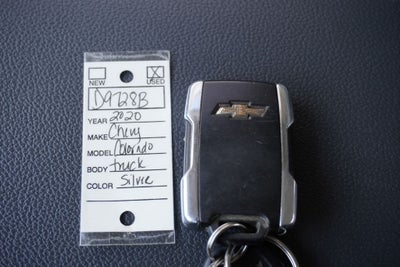 NEW USED
D9728B
YEAR 2020
MAKE Chevy
MODEL Colorado
BODY truck
COLOR Silver